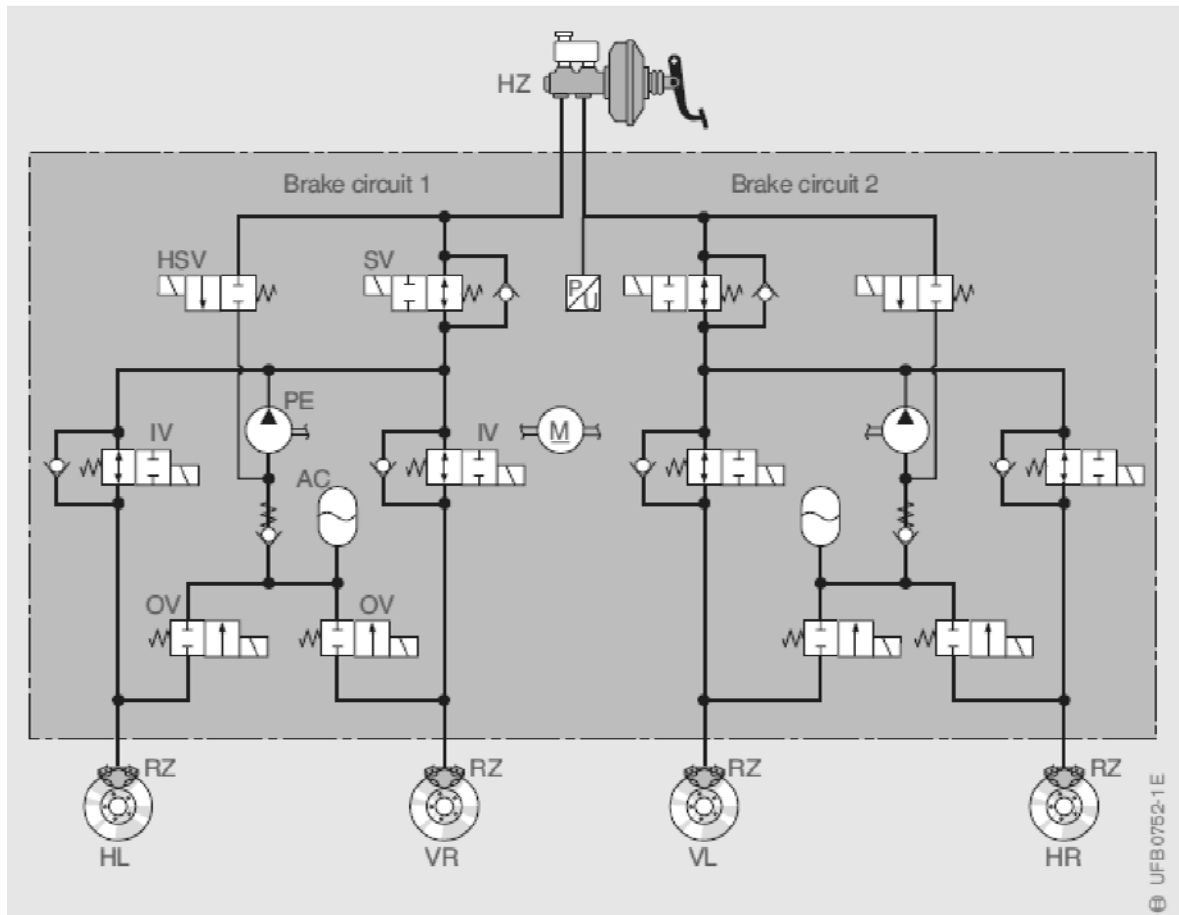 HZ
Brake circuit 1
Brake circuit 2
HSV
SV
P
U
PE
IV
IV
M
AC
OV
OV
RZ
RZ
RZ
RZ
HL
VR
VL
HR
UFB0752-1E